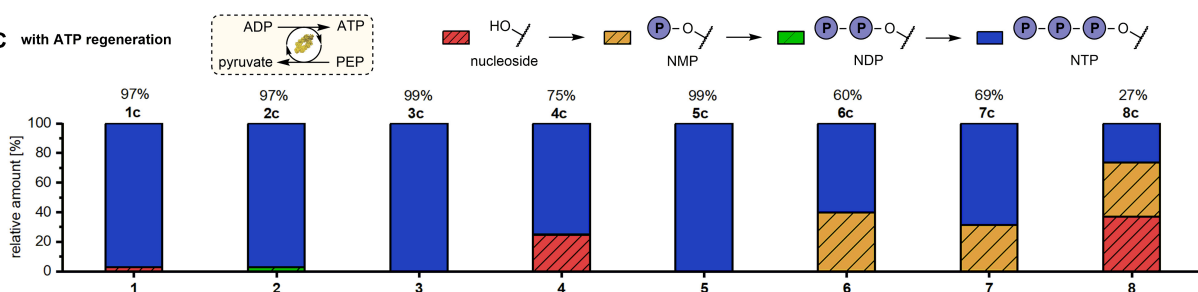 C with ATP regeneration
ADP ATP
pyruvate PEP
HO
nucleoside
P O
NMP
P P O
NDP
P P P O
NTP
97% 97% 99% 75% 99% 60% 69% 27%
1c 2c 3c 4c 5c 6c 7c 8c
relative amount [%]
100
80
60
40
20
0
1 2 3 4 5 6 7 8